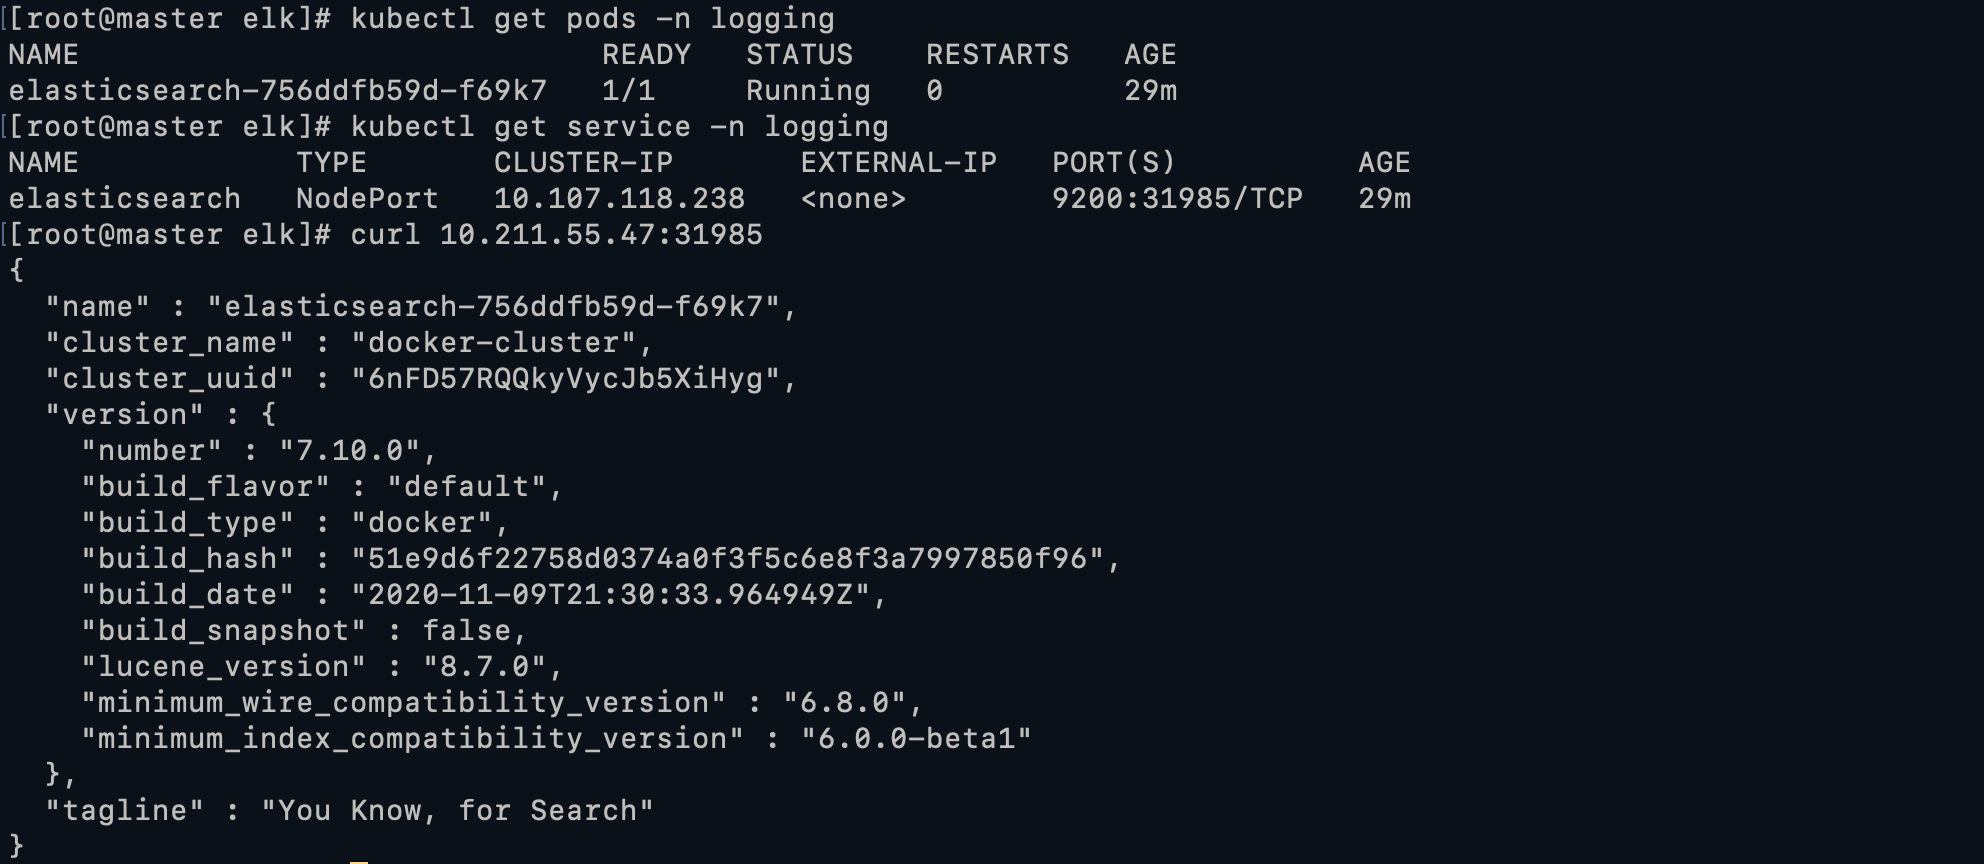 [[root@master elk]# kubectl get pods -n logging
NAME                             READY   STATUS    RESTARTS   AGE
elasticsearch-756ddfb59d-f69k7   1/1     Running   0          29m
[[root@master elk]# kubectl get service -n logging
NAME            TYPE       CLUSTER-IP       EXTERNAL-IP   PORT(S)          AGE
elasticsearch   NodePort   10.107.118.238   <none>        9200:31985/TCP   29m
[[root@master elk]# curl 10.211.55.47:31985
{
  "name" : "elasticsearch-756ddfb59d-f69k7",
  "cluster_name" : "docker-cluster",
  "cluster_uuid" : "6nFD57RQQkyVycJb5XiHyg",
  "version" : {
    "number" : "7.10.0",
    "build_flavor" : "default",
    "build_type" : "docker",
    "build_hash" : "51e9d6f22758d0374a0f3f5c6e8f3a7997850f96",
    "build_date" : "2020-11-09T21:30:33.964949Z",
    "build_snapshot" : false,
    "lucene_version" : "8.7.0",
    "minimum_wire_compatibility_version" : "6.8.0",
    "minimum_index_compatibility_version" : "6.0.0-beta1"
  },
  "tagline" : "You Know, for Search"
}